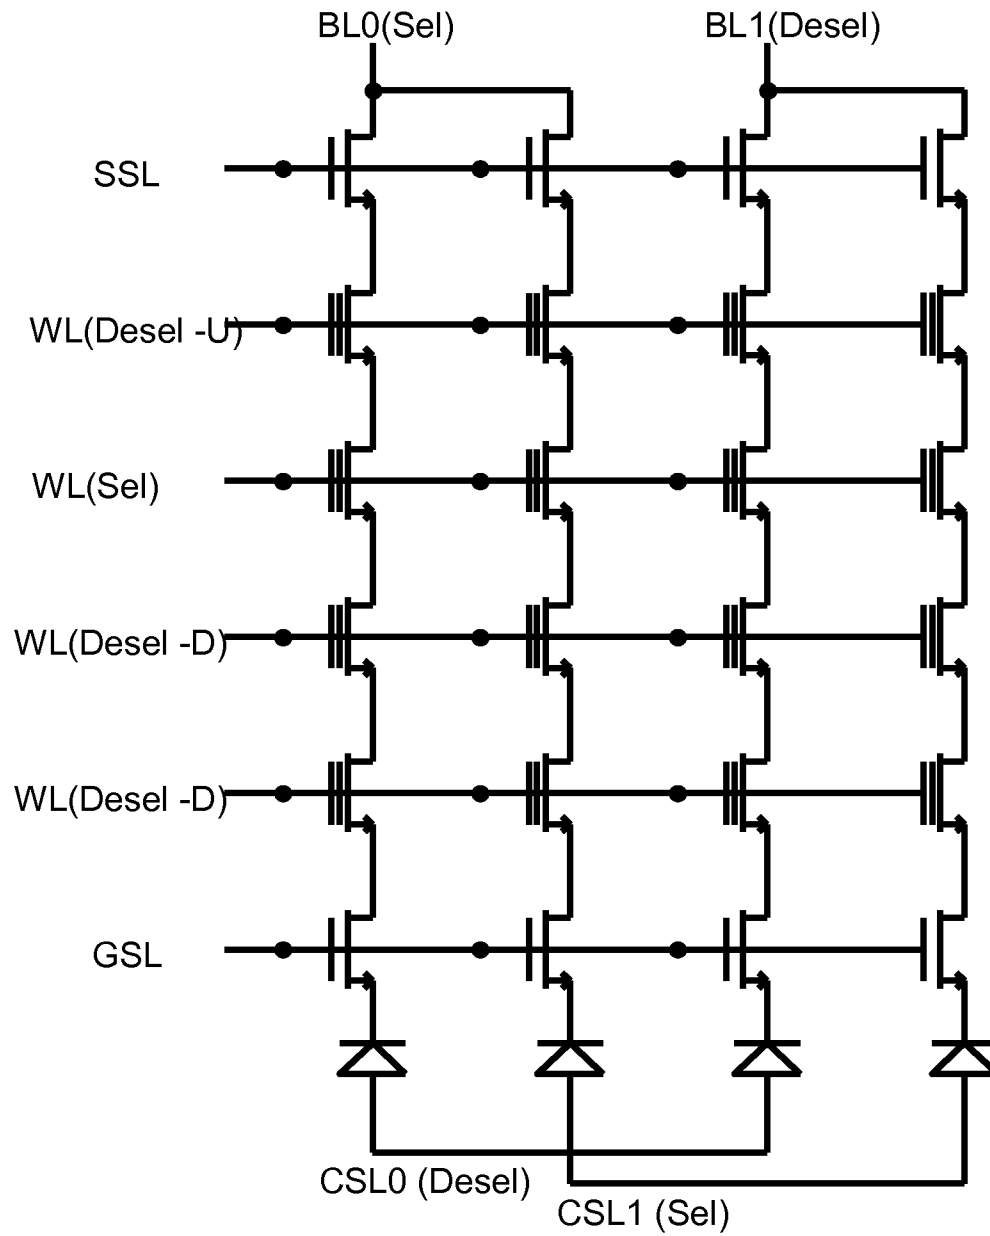 BL0(Sel)
BL1(Desel)
SSL
WL(Desel -U)
WL(Sel)
WL(Desel -D)
WL(Desel -D)
GSL
CSL0 (Desel)
CSL1 (Sel)